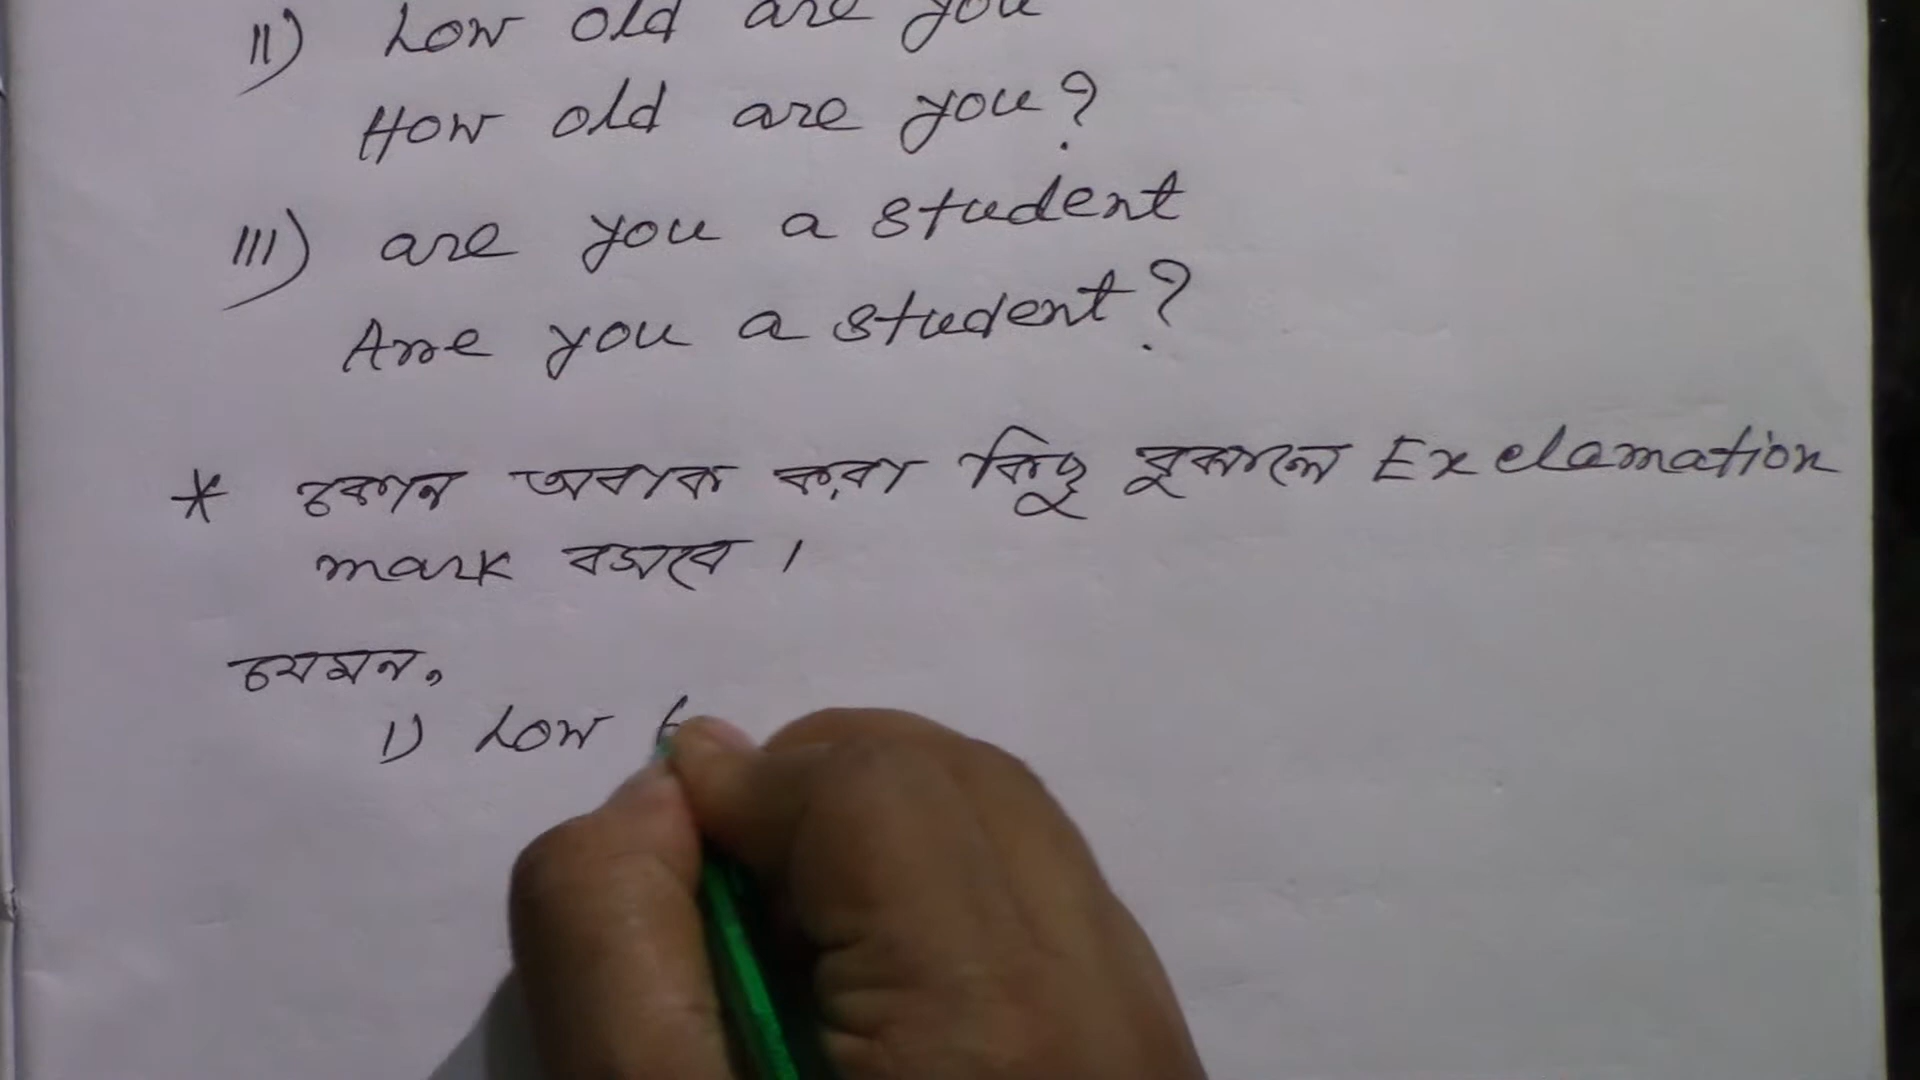 II) how old are you
How old are you?
III) are you a student
Are you a student?
* কোন অবাক করা কিছু বুঝালে Exclamation
mark বসবে।
যেমন,
1) how